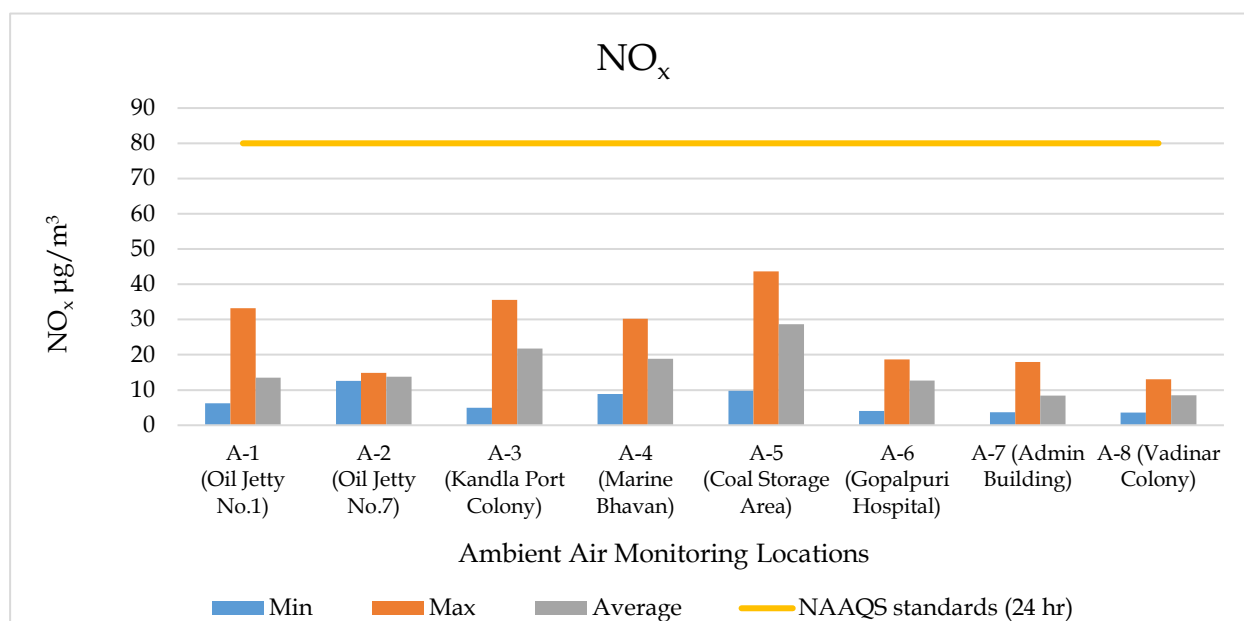 NOₓ
90
80
70
60
50
40
30
20
10
0
NOₓ µg/m³
A-1
(Oil Jetty
No.1)
A-2
(Oil Jetty
No.7)
A-3
(Kandla Port
Colony)
A-4
(Marine
Bhavan)
A-5
(Coal Storage
Area)
A-6
(Gopalpuri
Hospital)
A-7 (Admin
Building)
A-8 (Vadinar
Colony)
Ambient Air Monitoring Locations
Min Max Average NAAQS standards (24 hr)